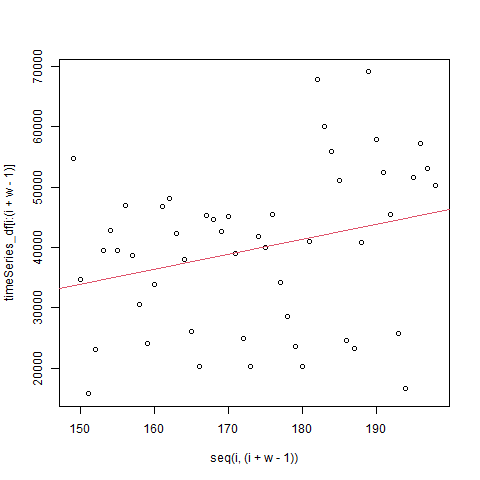 70000
60000
50000
40000
30000
20000
timeSeries_df[i:(i + w - 1)]
150 160 170 180 190
seq(i, (i + w - 1))